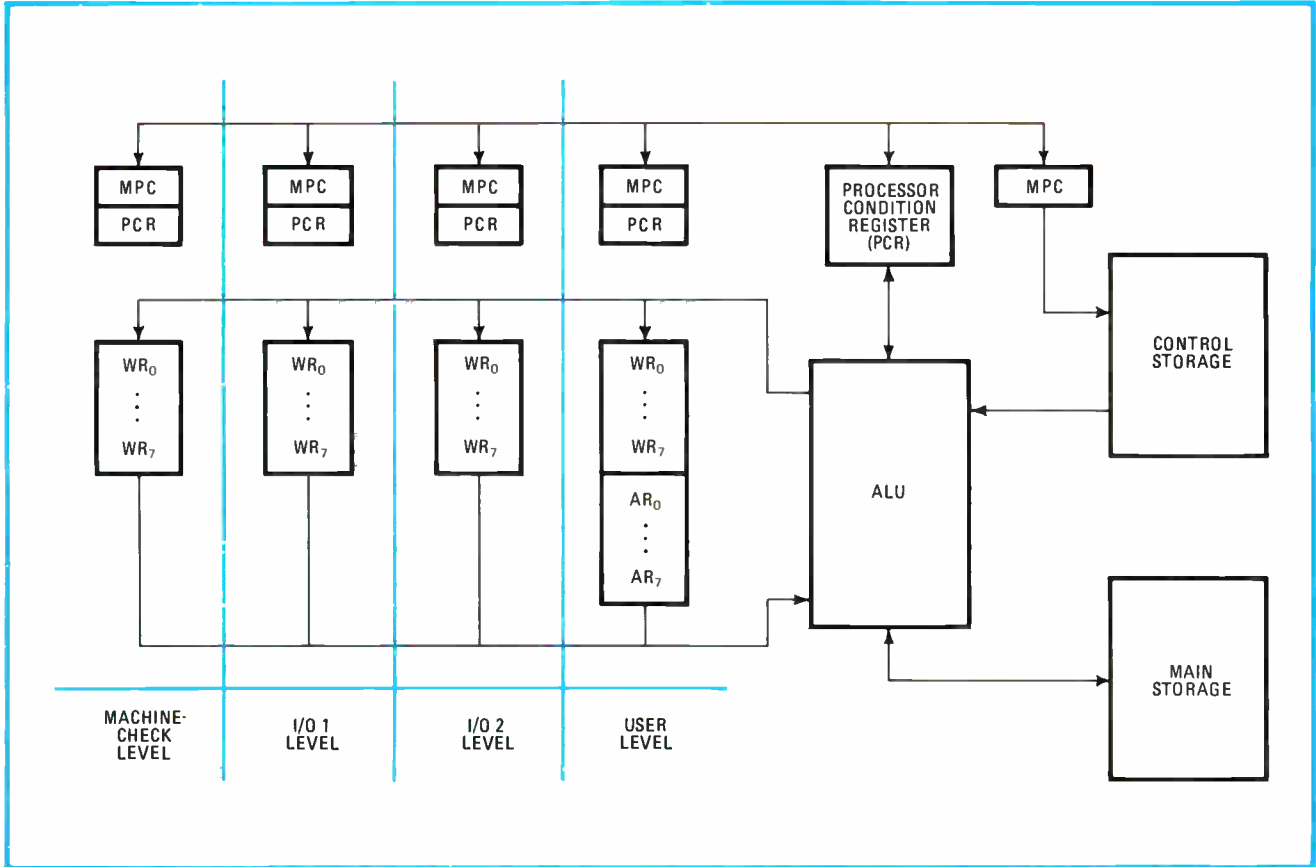 MPC
PCR
MPC
PCR
MPC
PCR
MPC
PCR
PROCESSOR
CONDITION
REGISTER
(PCR)
MPC
CONTROL
STORAGE
WR₀
WR₇
WR₀
WR₇
WR₀
WR₇
WR₀
WR₇
AR₀
AR₇
ALU
MAIN
STORAGE
MACHINE-
CHECK
LEVEL
I/O 1
LEVEL
I/O 2
LEVEL
USER
LEVEL